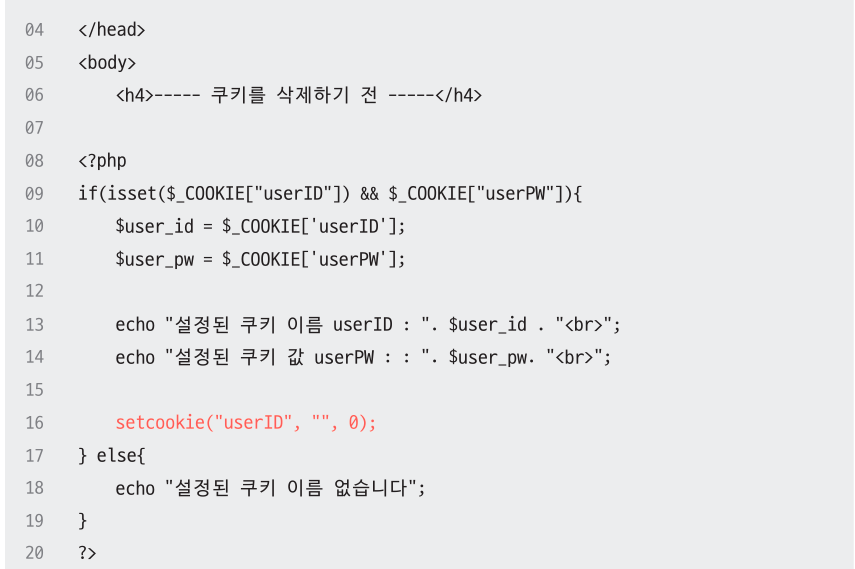 04 </head>
05 <body>
06 <h4>----- 쿠키를 삭제하기 전 -----</h4>
07
08 <?php
09 if(isset($_COOKIE["userID"]) && $_COOKIE["userPW"]){
10 $user_id = $_COOKIE['userID'];
11 $user_pw = $_COOKIE['userPW'];
12
13 echo "설정된 쿠키 이름 userID : ". $user_id . "<br>";
14 echo "설정된 쿠키 값 userPW : : ". $user_pw. "<br>";
15
16 setcookie("userID", "", 0);
17 } else{
18 echo "설정된 쿠키 이름 없습니다";
19 }
20 ?>